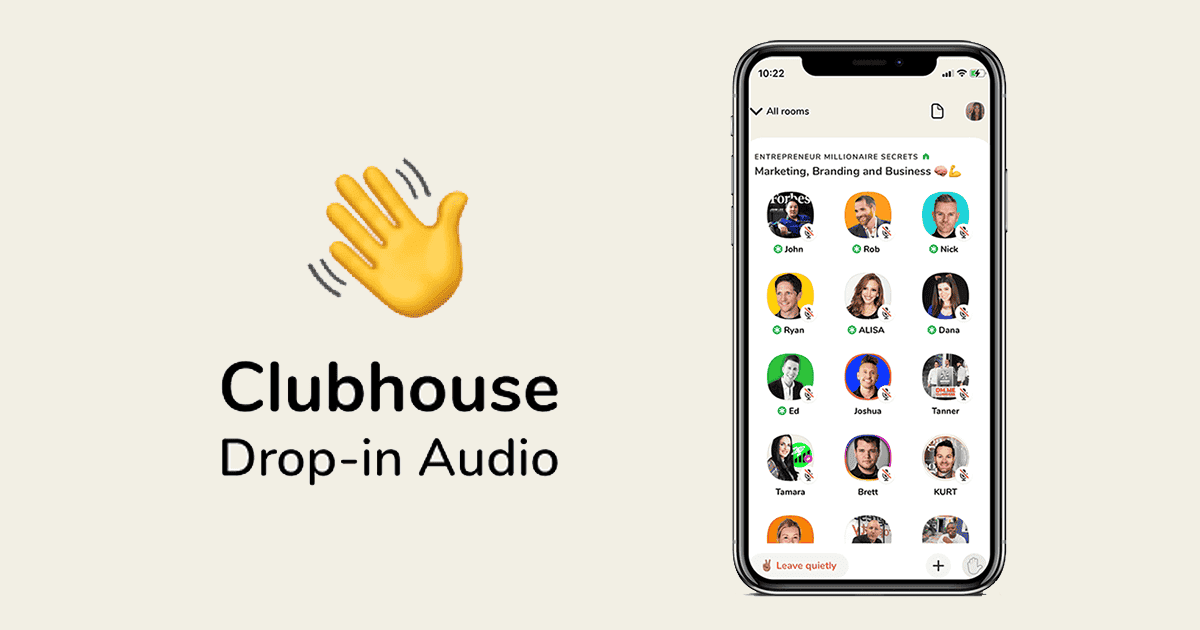 Clubhouse
Drop-in Audio
10:22
All rooms
ENTREPRENEUR MILLIONAIRE SECRETS
Marketing, Branding and Business
Forbes
John
Rob
Nick
Ryan
ALISA
Dana
Ed
Joshua
Tanner
Tamara
Brett
KURT
Leave quietly
+